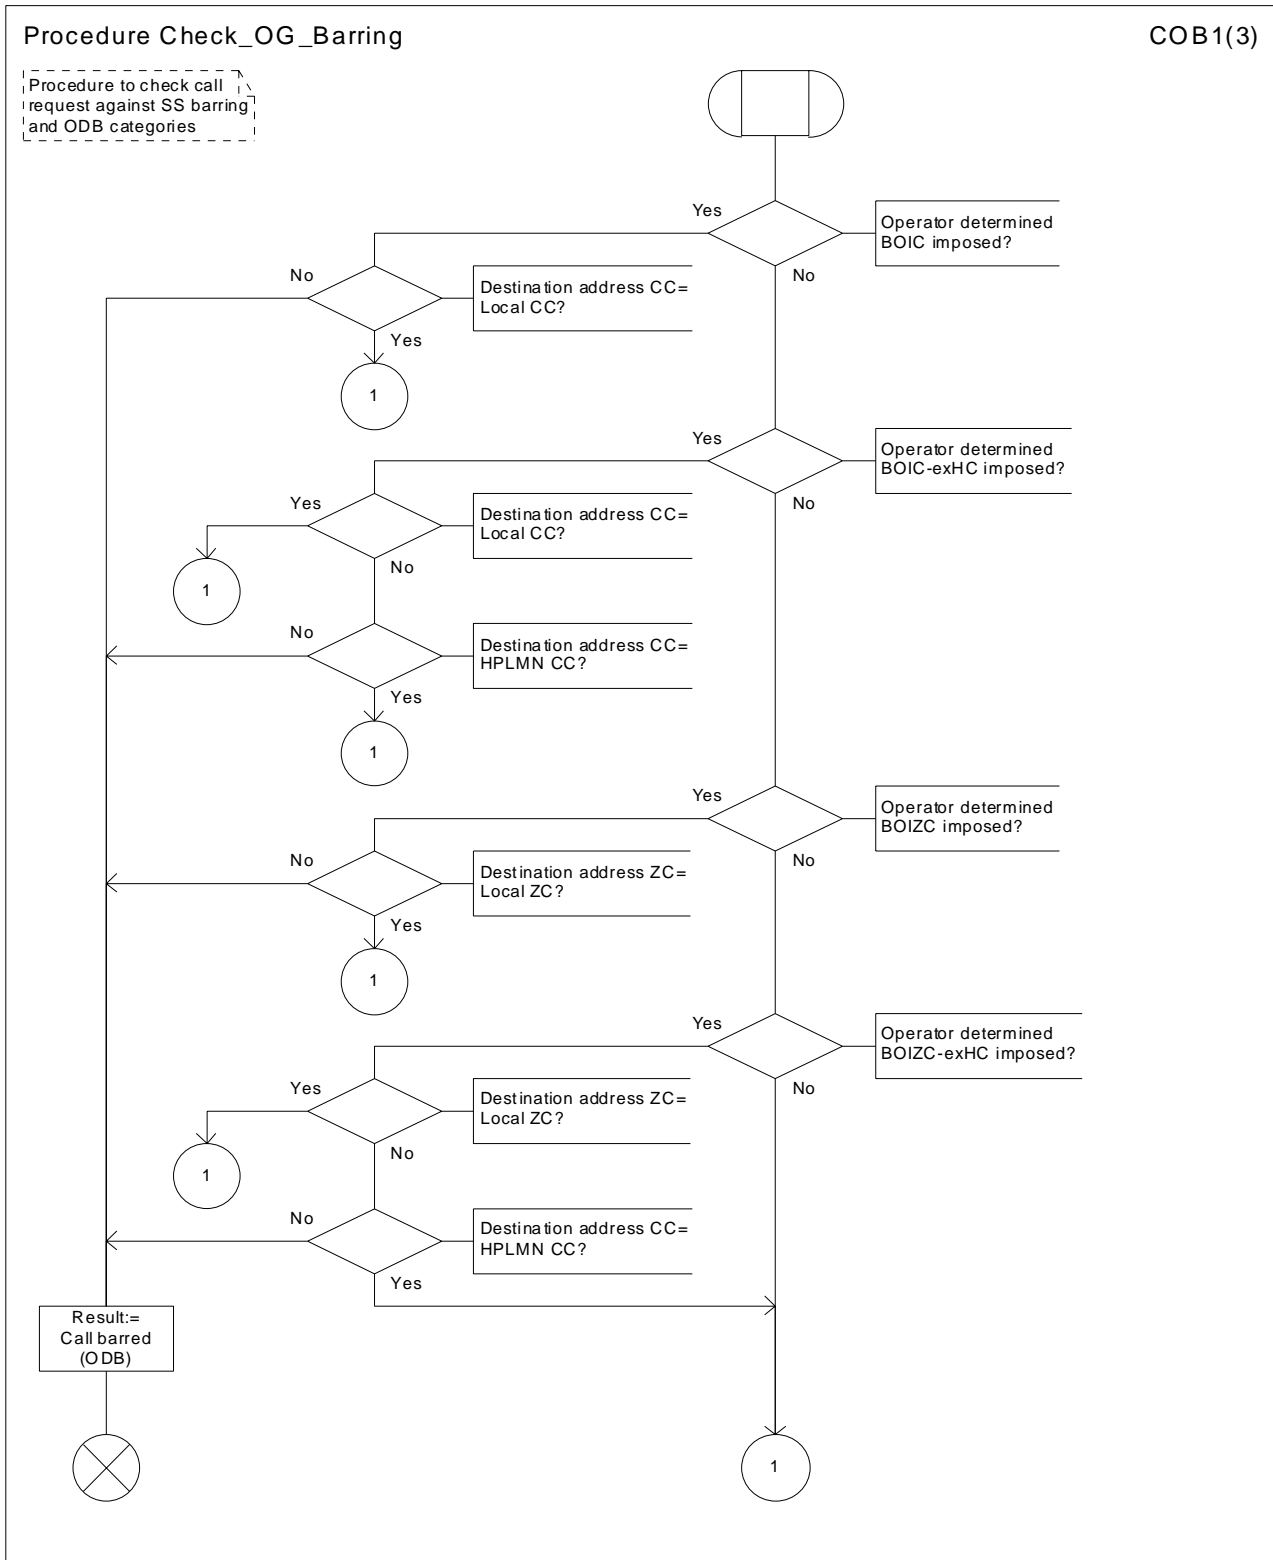 Procedure Check_OG_Barring
COB1(3)
Procedure to check call
request against SS barring
and ODB categories
Yes
Operator determined
BOIC imposed?
No
No
Destination address CC=
Local CC?
Yes
1
Yes
Operator determined
BOIC-exHC imposed?
No
Yes
Destination address CC=
Local CC?
No
1
No
Destination address CC=
HPLMN CC?
Yes
1
Yes
Operator determined
BOIZC imposed?
No
No
Destination address ZC=
Local ZC?
Yes
1
Yes
Operator determined
BOIZC-exHC imposed?
No
Yes
Destination address ZC=
Local ZC?
No
1
No
Destination address CC=
HPLMN CC?
Yes
Result:=
Call barred
(ODB)
1